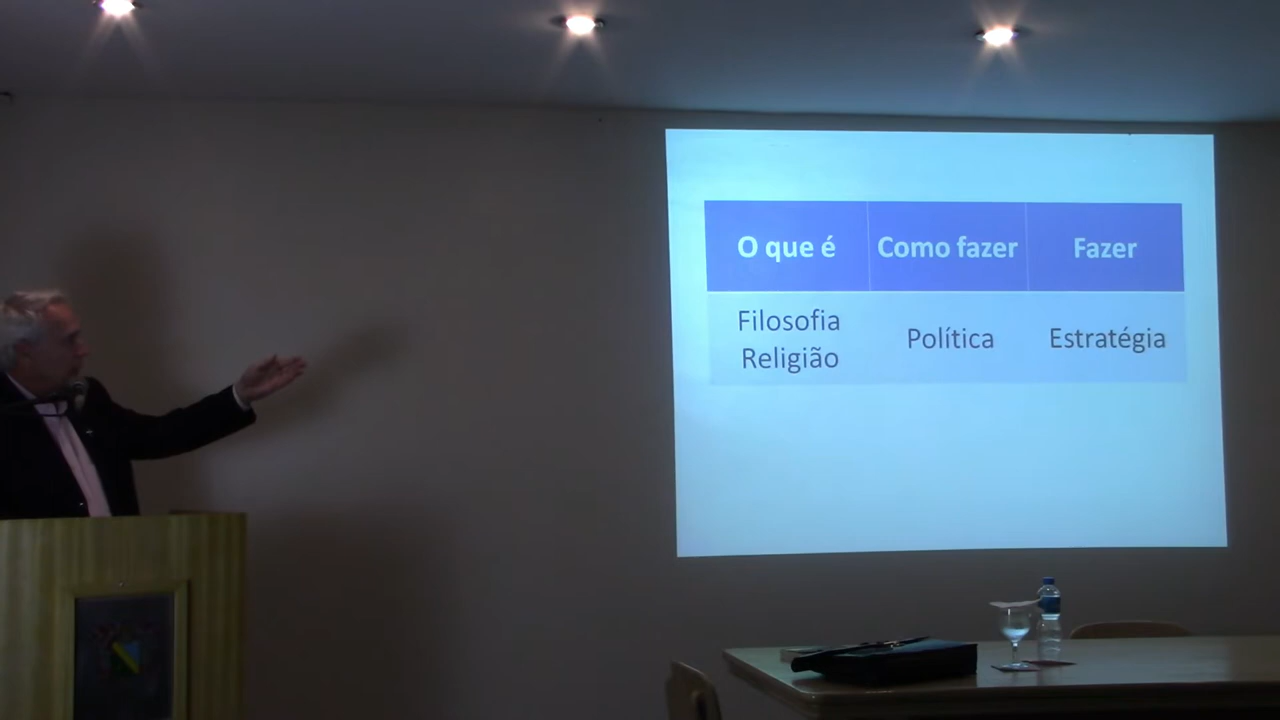 O que é
Como fazer
Fazer
Filosofia
Religião
Política
Estratégia